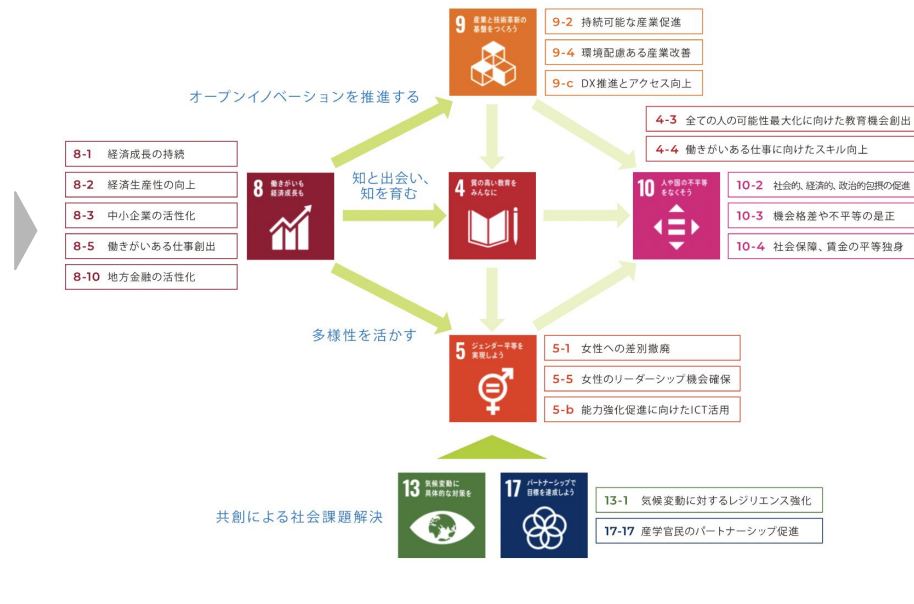 9 産業と技術革新の
基盤をつくろう
9-2 持続可能な産業促進
9-4 環境配慮ある産業改善
9-c DX推進とアクセス向上
オープンイノベーションを推進する
4-3 全ての人の可能性最大化に向けた教育機会創出
4-4 働きがいある仕事に向けたスキル向上
8-1 経済成長の持続
8-2 経済生産性の向上
8-3 中小企業の活性化
8-5 働きがいある仕事創出
8-10 地方金融の活性化
8 働きがいも
経済成長も
知と出会い、
知を育む
4 質の高い教育を
みんなに
10 人や国の不平等
をなくそう
10-2 社会的、経済的、政治的包摂の促進
10-3 機会格差や不平等の是正
10-4 社会保障、賃金の平等独身
多様性を活かす
5 ジェンダー平等を
実現しよう
5-1 女性への差別撤廃
5-5 女性のリーダーシップ機会確保
5-b 能力強化促進に向けたICT活用
共創による社会課題解決
13 気候変動に
具体的な対策を
17 パートナーシップで
目標を達成しよう
13-1 気候変動に対するレジリエンス強化
17-17 産学官民のパートナーシップ促進